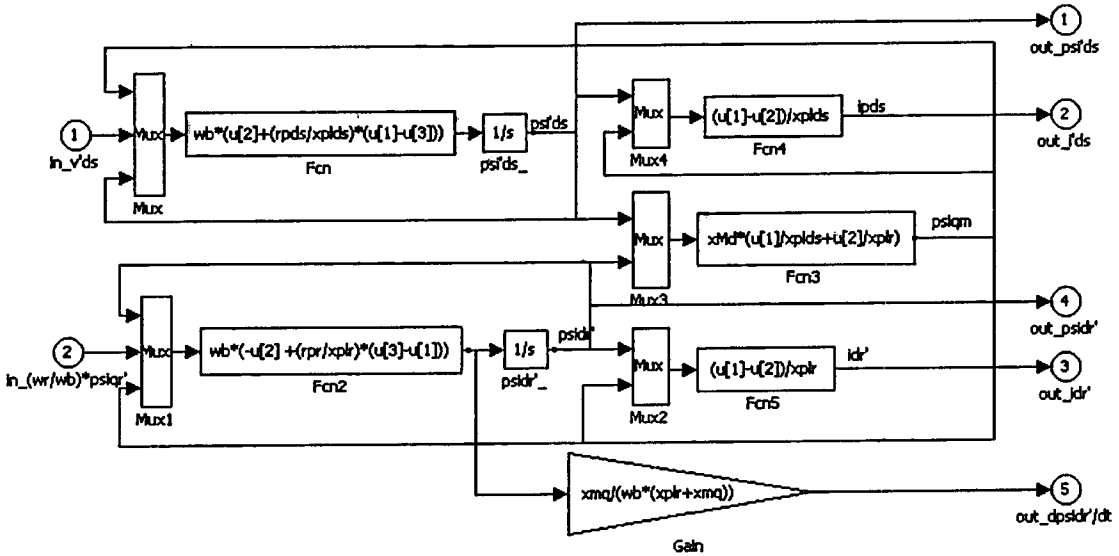 1
out_psi'ds
1
in_v'ds
Mux
Mux
wb*(u[2]+(rpds/xplds)*(u[1]-u[3]))
Fcn
1/s
psi'ds_
psi'ds
Mux
Mux4
(u[1]-u[2])/xplds
Fcn4
ipds
2
out_i'ds
Mux
Mux3
xMd*(u[1]/xplds+u[2]/xplr)
Fcn3
psiqm
4
out_psidr'
2
in_(wr/wb)*psiqr'
Mux
Mux1
wb*(-u[2] +(rpr/xplr)*(u[3]-u[1]))
Fcn2
1/s
psidr'_
psidr'
Mux
Mux2
(u[1]-u[2])/xplr
Fcn5
idr'
3
out_idr'
xmq/(wb*(xplr+xmq))
Gain
5
out_dpsidr'/dt